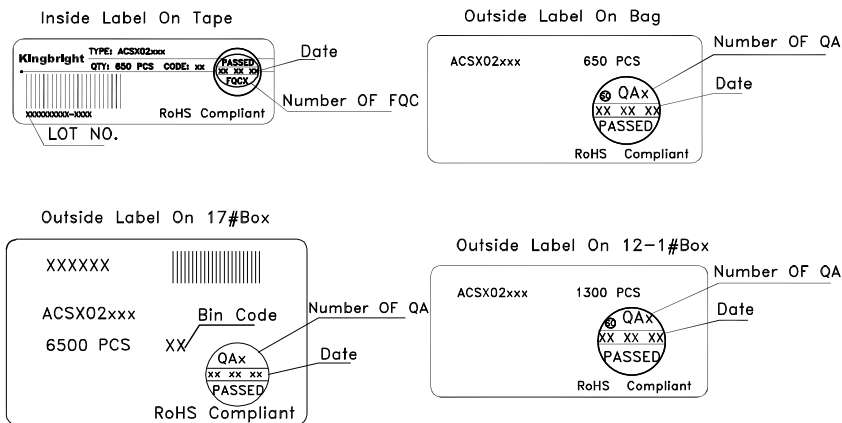 Inside Label On Tape
Kingbright
TYPE: ACSX02xxx
QTY: 650 PCS CODE: xx
PASSED
XX XX XX
FQCX
Date
Number OF FQC
XXXXXXXXXX-XXXX
RoHS Compliant
LOT NO.
Outside Label On Bag
ACSX02xxx 650 PCS
QAx
XX XX XX
PASSED
RoHS Compliant
Number OF QA
Date
Outside Label On 17#Box
XXXXXX
ACSX02xxx
Bin Code
6500 PCS XX
QAx
XX XX XX
PASSED
RoHS Compliant
Number OF QA
Date
Outside Label On 12-1#Box
ACSX02xxx 1300 PCS
QAx
XX XX XX
PASSED
RoHS Compliant
Number OF QA
Date